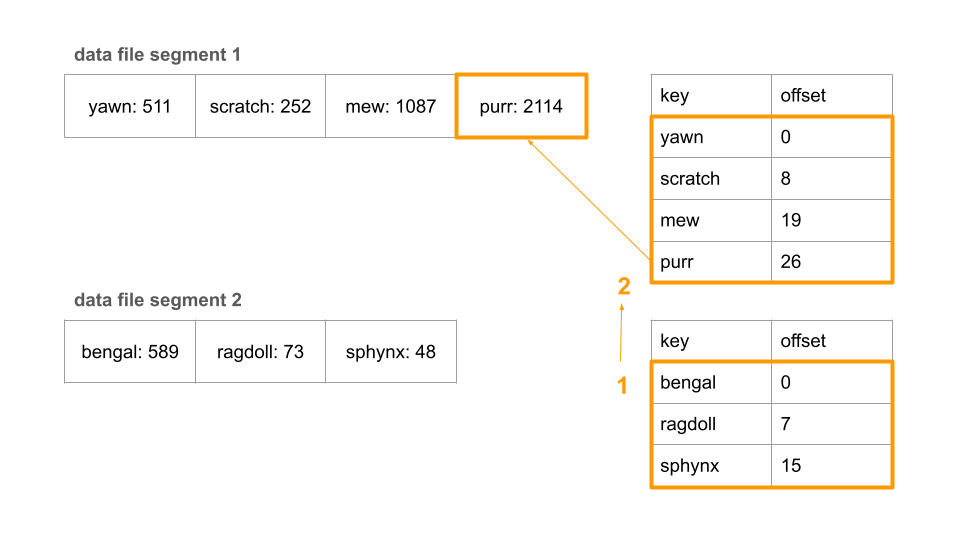 data file segment 1
yawn: 511 scratch: 252 mew: 1087 purr: 2114
key offset
yawn 0
scratch 8
mew 19
purr 26
2
data file segment 2
bengal: 589 ragdoll: 73 sphynx: 48
1
key offset
bengal 0
ragdoll 7
sphynx 15